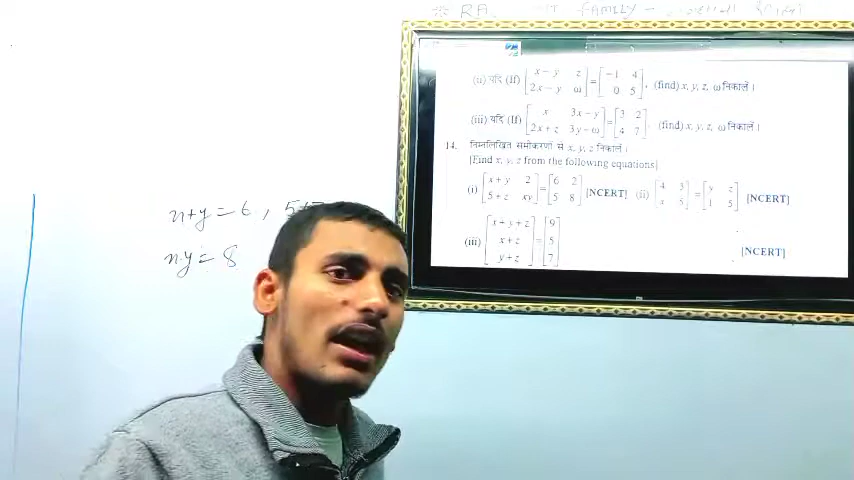 FAMILY
(ii) यदि (If) [x − y z 2x − y ω] = [−1 4 0 5], (find) x, y, z, ω निकालें।
(iii) यदि (If) [x 3x − y 2x + z 3y − ω] = [3 2 4 7], (find) x, y, z, ω निकालें।
14. निम्नलिखित समीकरणों से x, y, z निकालें।
[Find x, y, z from the following equations]
(i) [x + y 2 5 + z xy] = [6 2 5 8] [NCERT] (ii) [4 3 x 5] = [y z 1 5] [NCERT]
(iii) [x + y + z x + z y + z] = [9 5 7] [NCERT]
x+y = 6 ,
x.y = 8